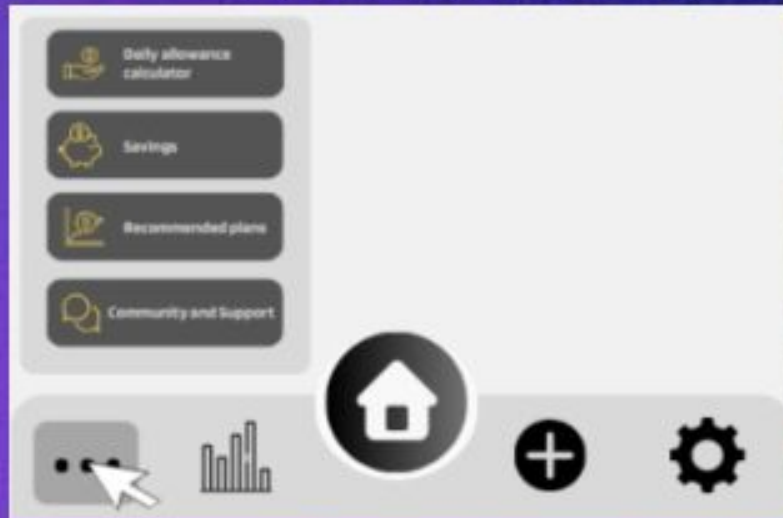 Daily allowance
calculator
Savings
Recommended plans
Community and Support